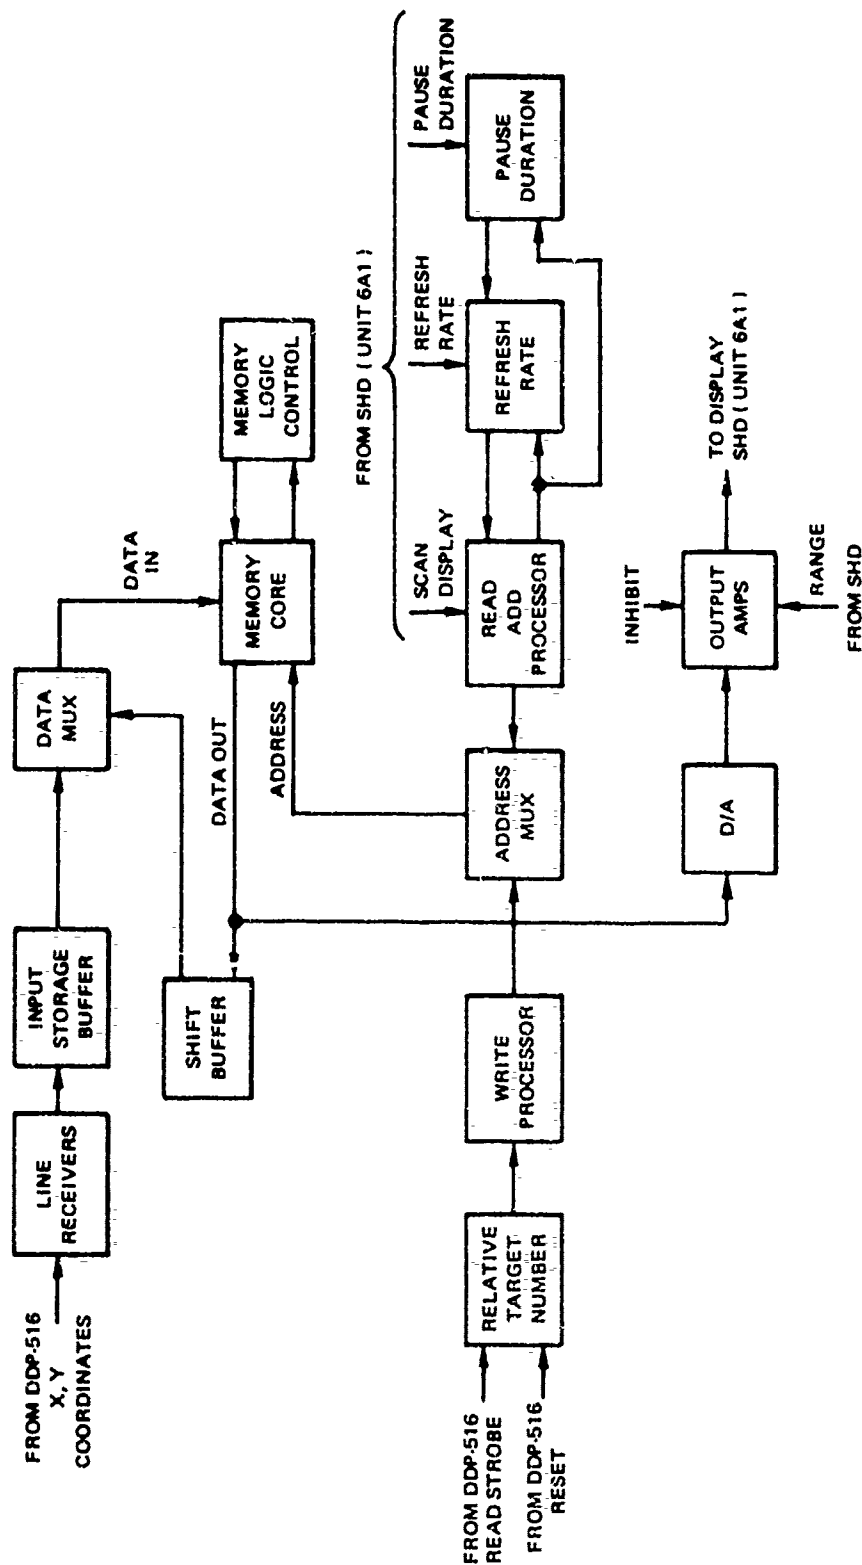 FROM DDP-516
X, Y
COORDINATES
LINE
RECEIVERS
INPUT
STORAGE
BUFFER
DATA
MUX
DATA
IN
SHIFT
BUFFER
DATA OUT
ADDRESS
MEMORY
CORE
MEMORY
LOGIC
CONTROL
FROM SHD ( UNIT 6A1 )
SCAN
DISPLAY
REFRESH
RATE
PAUSE
DURATION
FROM DDP-516
READ STROBE
FROM DDP-516
RESET
RELATIVE
TARGET
NUMBER
WRITE
PROCESSOR
ADDRESS
MUX
READ
ADD
PROCESSOR
REFRESH
RATE
PAUSE
DURATION
D/A
INHIBIT
OUTPUT
AMPS
RANGE
FROM SHD
TO DISPLAY
SHD ( UNIT 6A1 )